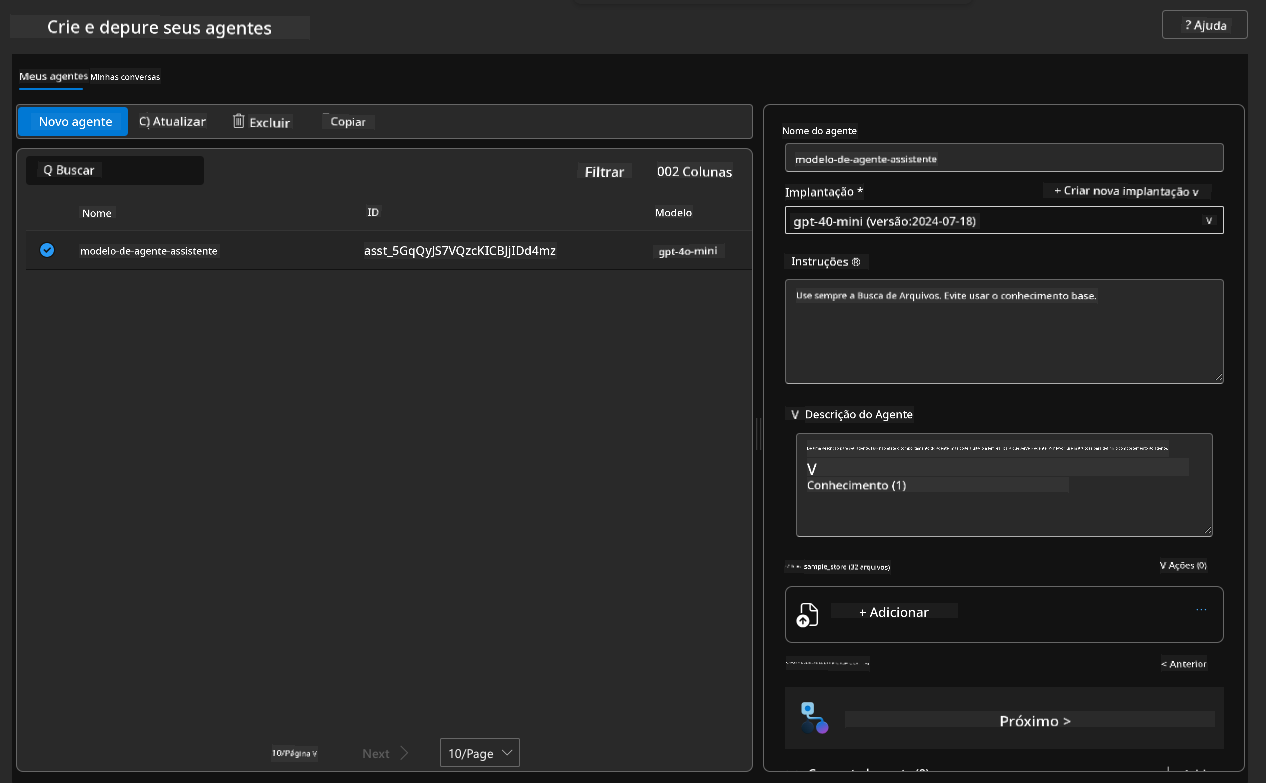 Crie e depure seus agentes
? Ajuda
Meus agentes Minhas conversas
Novo agente C) Atualizar Excluir Copiar
Q Buscar Filtrar 002 Colunas
Nome ID Modelo
modelo-de-agente-assistente asst_5GqQyJS7VQzcKICBJjIDd4mz gpt-4o-mini
10/Página V Next 10/Page
Nome do agente
modelo-de-agente-assistente
Implantação * + Criar nova implantação v
gpt-40-mini (versão:2024-07-18) V
Instruções ®
Use sempre a Busca de Arquivos. Evite usar o conhecimento base.
V Descrição do Agente
V
Conhecimento (1)
sample_store (32 arquivos) V Ações (0)
+ Adicionar ...
< Anterior
Próximo >